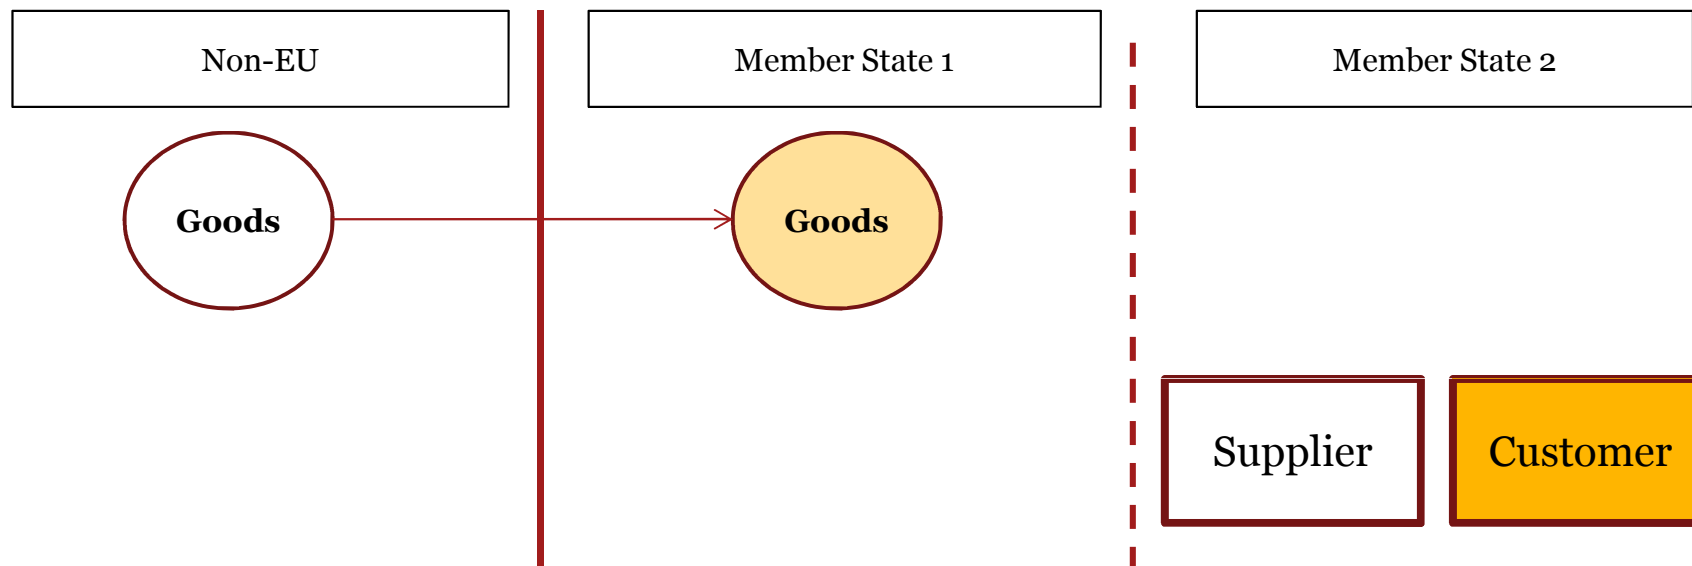 Non-EU
Member State 1
Member State 2
Goods
Goods
Supplier
Customer